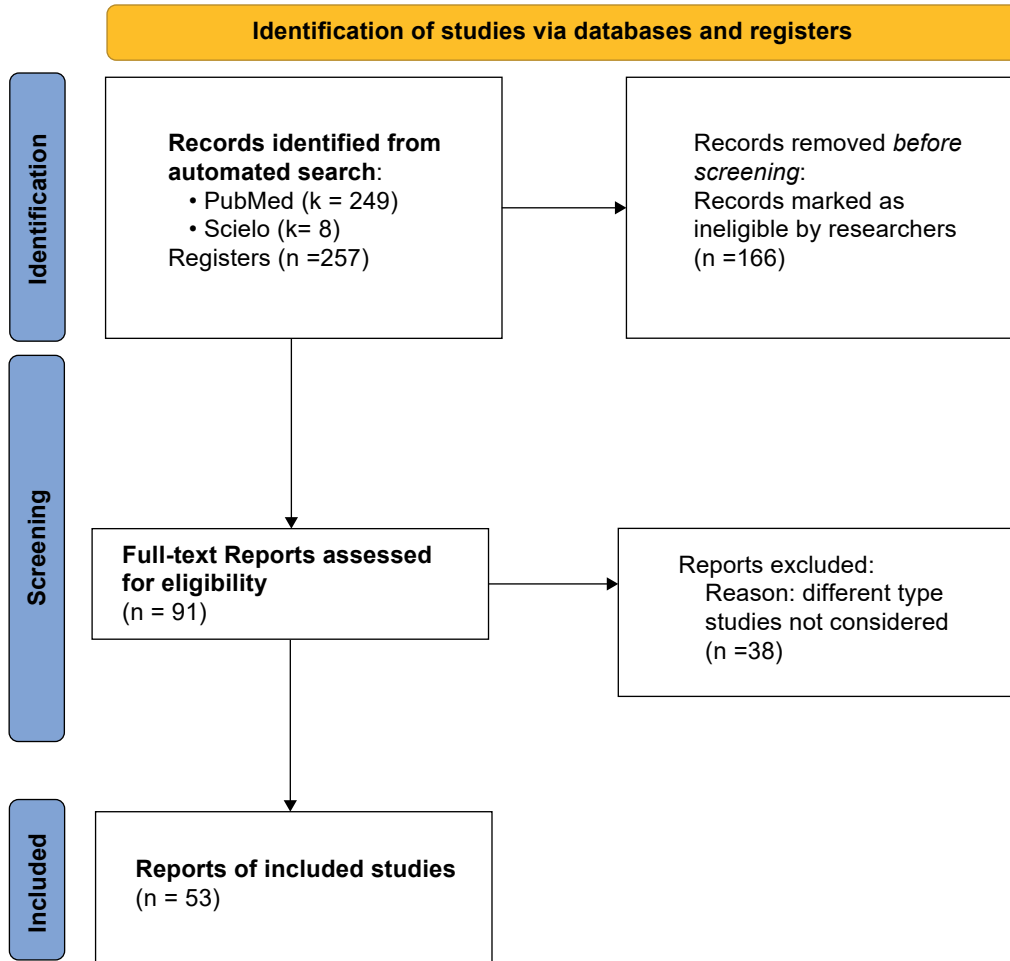 Identification of studies via databases and registers
Identification
Records identified from
automated search:
• PubMed (k = 249)
• Scielo (k= 8)
Registers (n =257)
Records removed before
screening:
Records marked as
ineligible by researchers
(n =166)
Screening
Full-text Reports assessed
for eligibility
(n = 91)
Reports excluded:
Reason: different type
studies not considered
(n =38)
Included
Reports of included studies
(n = 53)